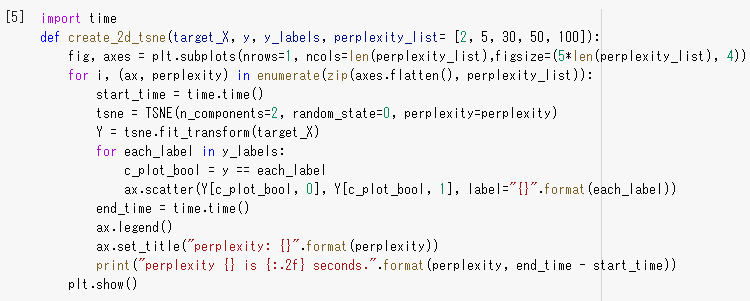 [5] import time
def create_2d_tsne(target_X, y, y_labels, perplexity_list= [2, 5, 30, 50, 100]):
    fig, axes = plt.subplots(nrows=1, ncols=len(perplexity_list),figsize=(5*len(perplexity_list), 4))
    for i, (ax, perplexity) in enumerate(zip(axes.flatten(), perplexity_list)):
        start_time = time.time()
        tsne = TSNE(n_components=2, random_state=0, perplexity=perplexity)
        Y = tsne.fit_transform(target_X)
        for each_label in y_labels:
            c_plot_bool = y == each_label
            ax.scatter(Y[c_plot_bool, 0], Y[c_plot_bool, 1], label="{}".format(each_label))
        end_time = time.time()
        ax.legend()
        ax.set_title("perplexity: {}".format(perplexity))
        print("perplexity {} is {:.2f} seconds.".format(perplexity, end_time - start_time))
    plt.show()